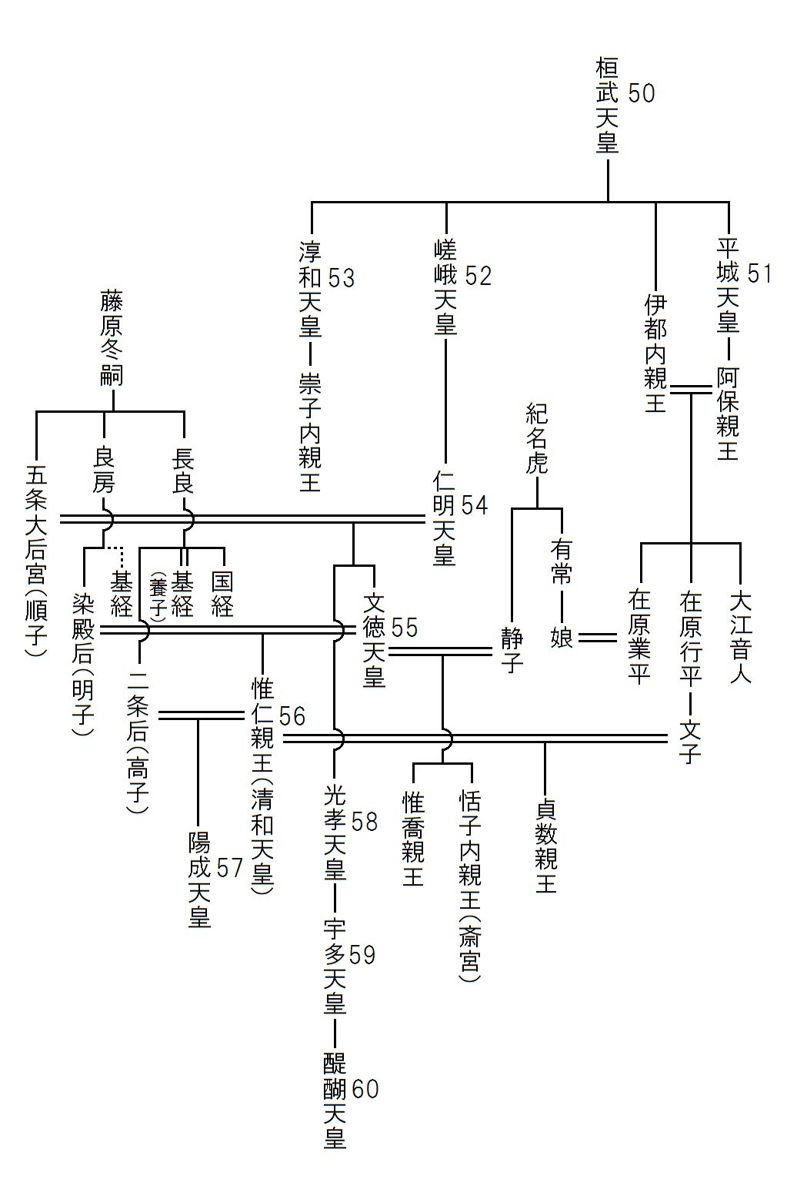 桓武天皇
50
平城天皇
51
伊都内親王
嵯峨天皇
52
淳和天皇
53
阿保親王
崇子内親王
藤原冬嗣
紀名虎
長良
良房
五条大后宮(順子)
仁明天皇
54
有常
大江音人
在原行平
在原業平
国経
基経
(養子)
基経
染殿后(明子)
文徳天皇
55
静子
娘
二条后(高子)
惟仁親王(清和天皇)
56
文子
光孝天皇
58
惟喬親王
恬子内親王(斎宮)
貞数親王
陽成天皇
57
宇多天皇
59
醍醐天皇
60